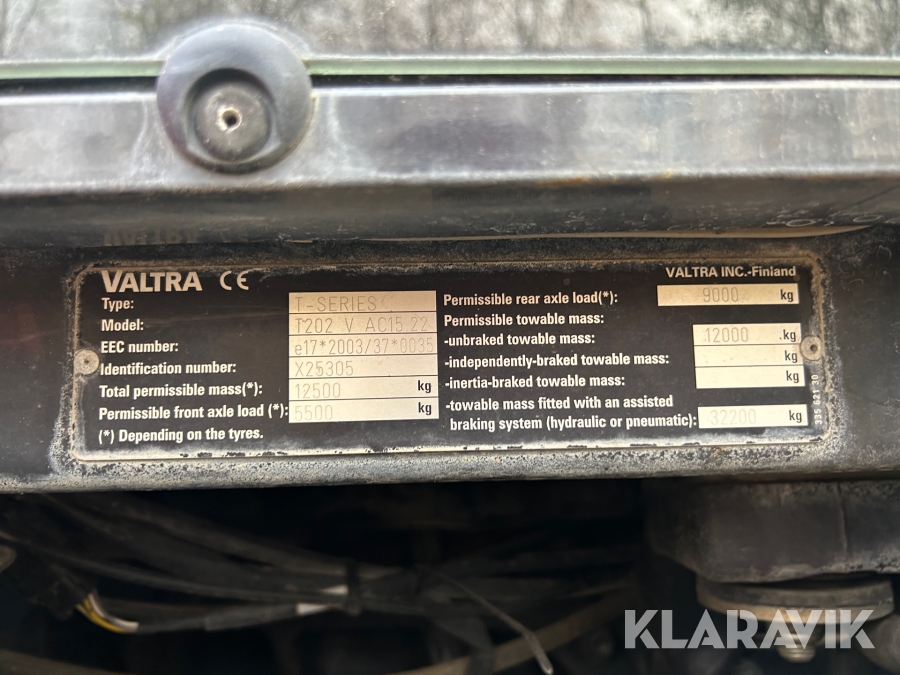 VALTRA CE
VALTRA INC.-Finland
Type: T-SERIES
Model: T202 V AC15.22
EEC number: e17*2003/37*0035
Identification number: X25305
Total permissible mass(*): 12500 kg
Permissible front axle load (*): 5500 kg
(*) Depending on the tyres.
Permissible rear axle load(*): 9000 kg
Permissible towable mass:
-unbraked towable mass: 12000 .kg
-independently-braked towable mass: kg
-inertia-braked towable mass: kg
-towable mass fitted with an assisted
braking system (hydraulic or pneumatic): 32200 kg
KLARAVIK